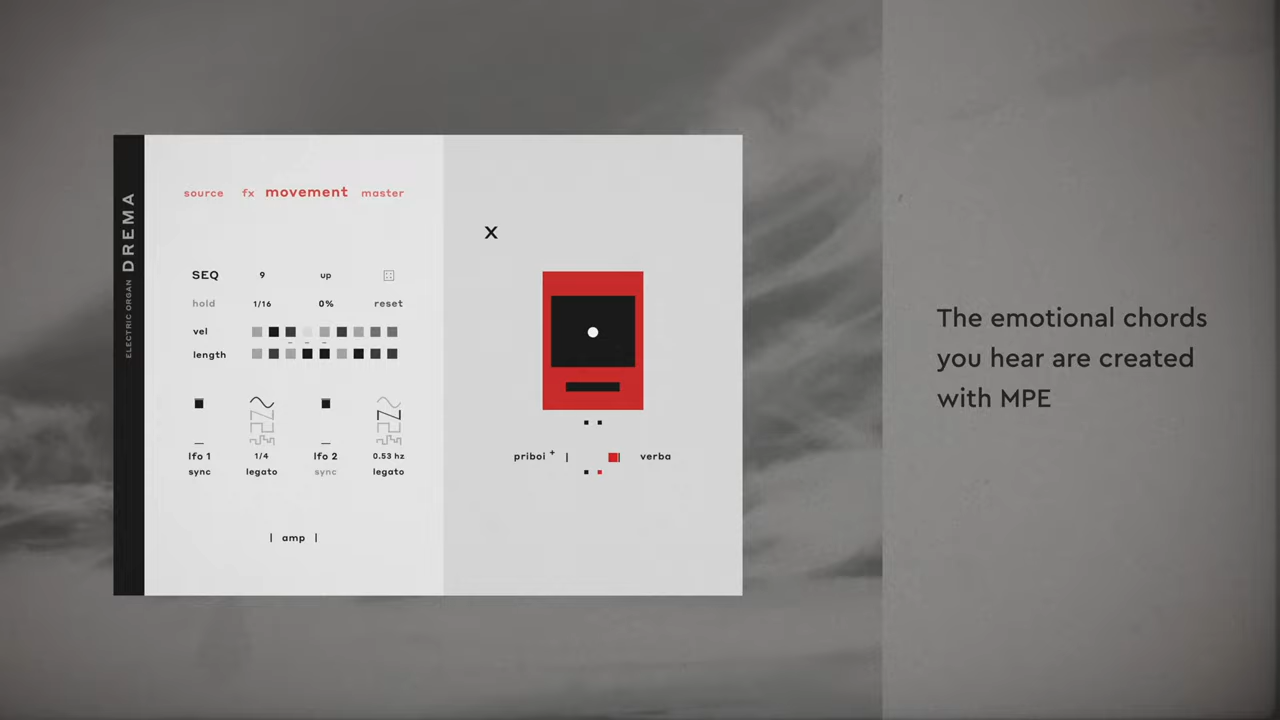 ELECTRIC ORGAN DREMA
source fx movement master
SEQ 9 up
hold 1/16 0% reset
vel
length
lfo 1 1/4 lfo 2 0.53 hz
sync legato sync legato
| amp |
X
priboi + | | verba
The emotional chords
you hear are created
with MPE